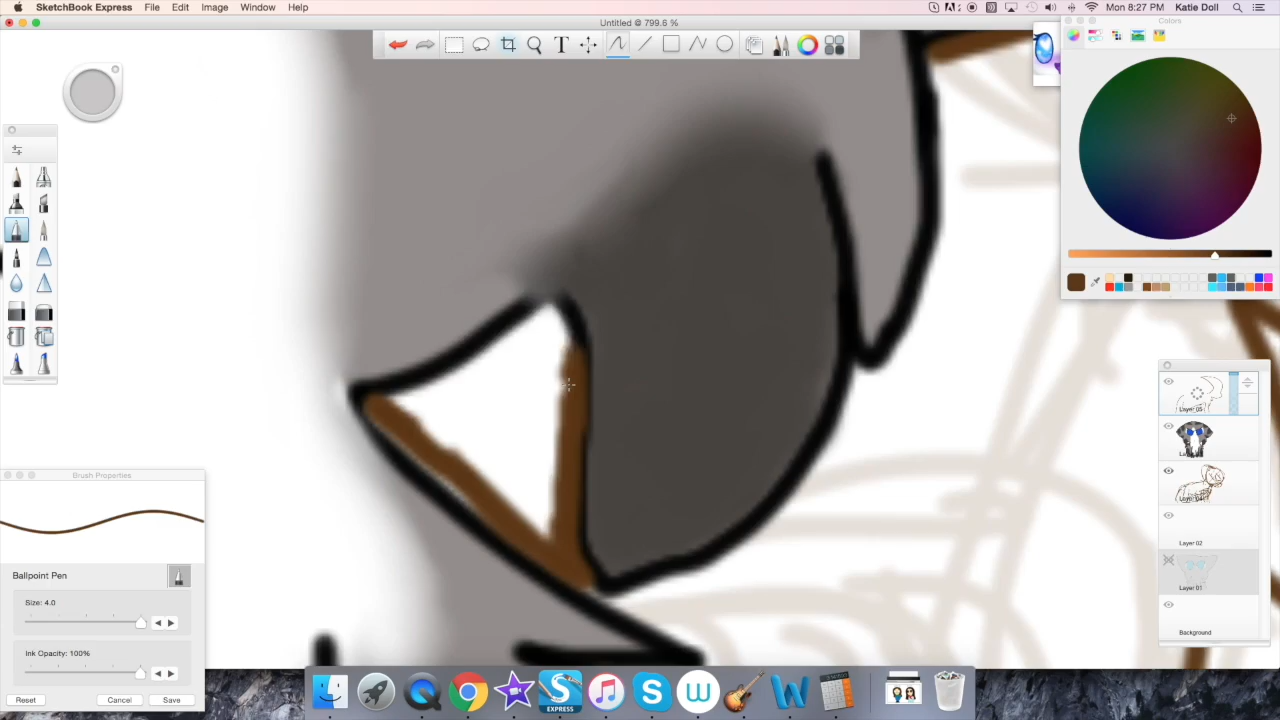 SketchBook Express File Edit Image Window Help
Mon 8:27 PM Katie Doll
Untitled @ 799.6 %
Colors
T
Layer 05
Layer 02
Layer 01
Background
Brush Properties
Ballpoint Pen
Size: 4.0
Ink Opacity: 100%
Reset Cancel Save
EXPRESS